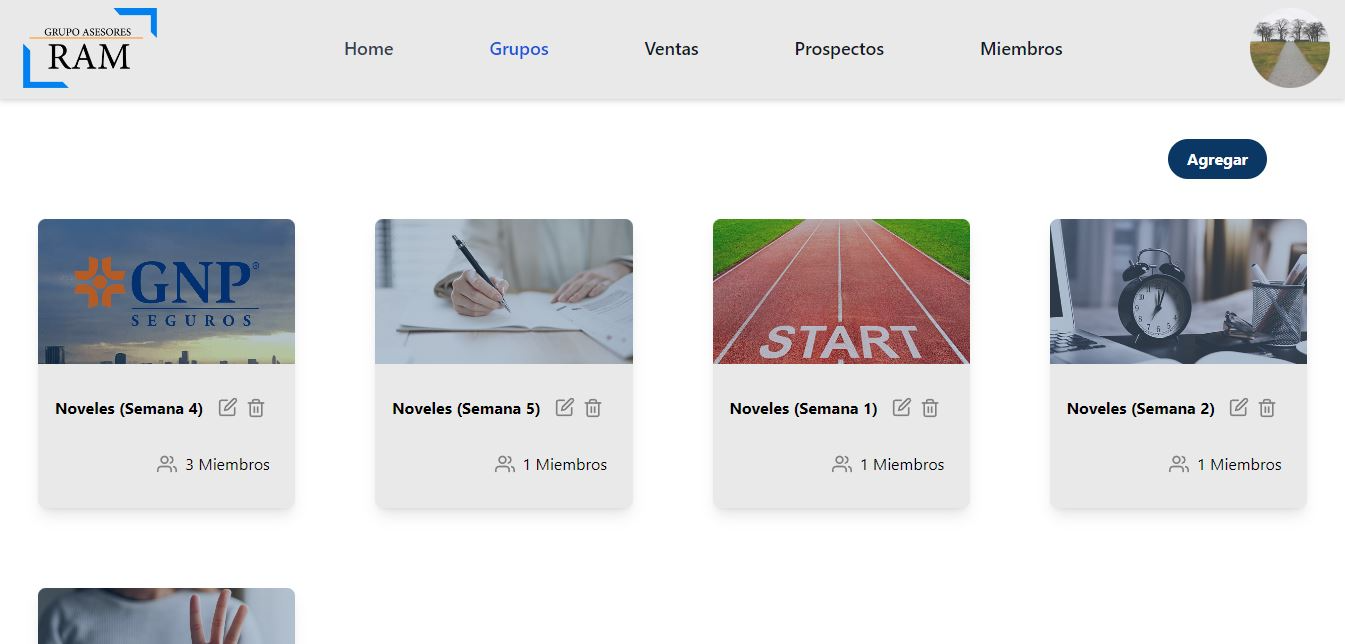 GRUPO ASESORES
RAM
Home
Grupos
Ventas
Prospectos
Miembros
Agregar
GNP®
SEGUROS
START
Noveles (Semana 4)
Noveles (Semana 5)
Noveles (Semana 1)
Noveles (Semana 2)
3 Miembros
1 Miembros
1 Miembros
1 Miembros